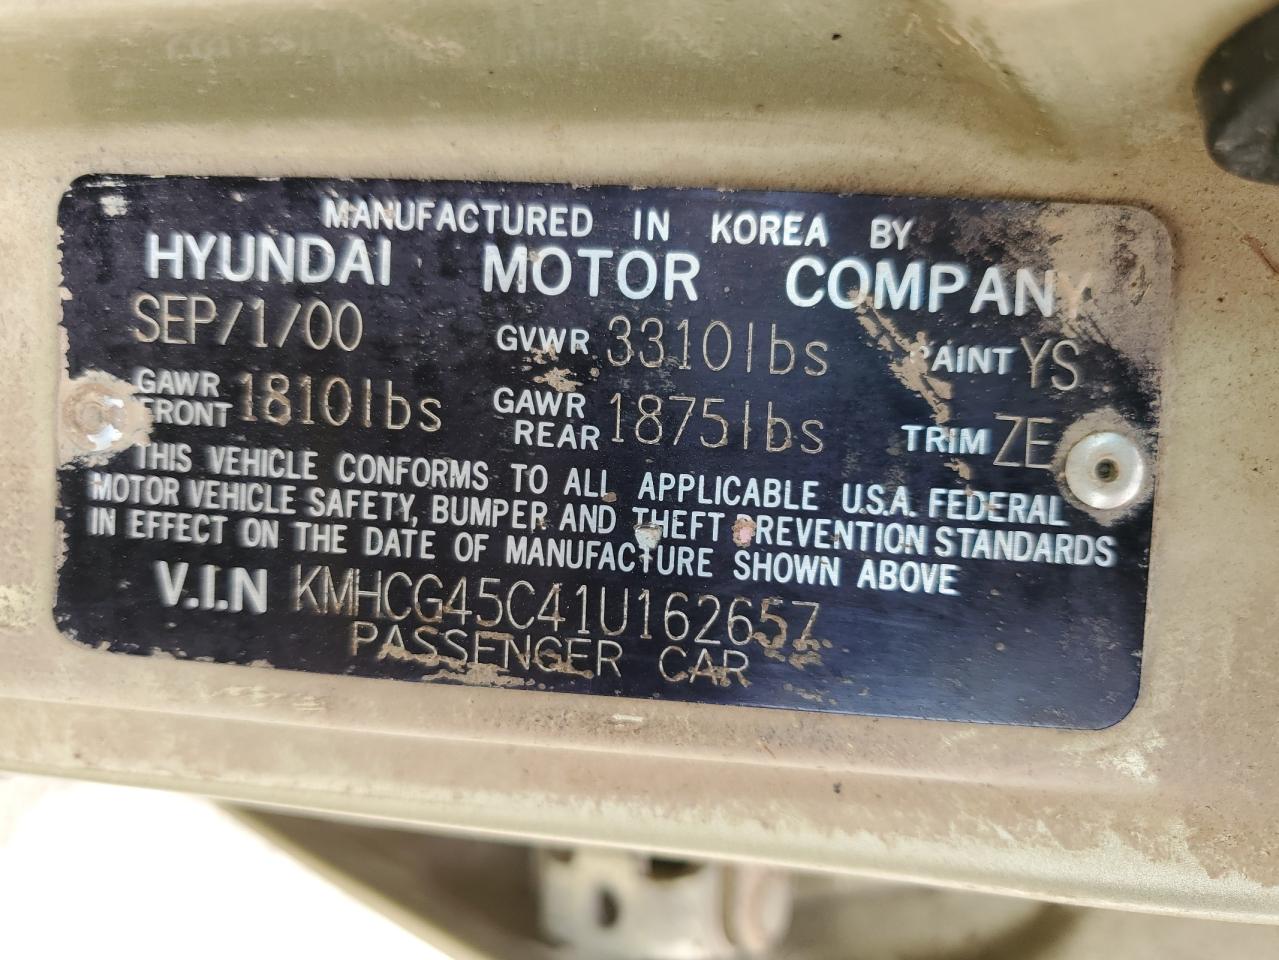 MANUFACTURED IN KOREA BY
HYUNDAI MOTOR COMPANY
SEP/1/00 GVWR 3310lbs PAINT YS
GAWR FRONT 1810lbs GAWR REAR 1875lbs TRIM ZE
THIS VEHICLE CONFORMS TO ALL APPLICABLE U.S.A. FEDERAL
MOTOR VEHICLE SAFETY, BUMPER AND THEFT PREVENTION STANDARDS
IN EFFECT ON THE DATE OF MANUFACTURE SHOWN ABOVE
V.I.N KMHCG45C41U162657
PASSENGER CAR